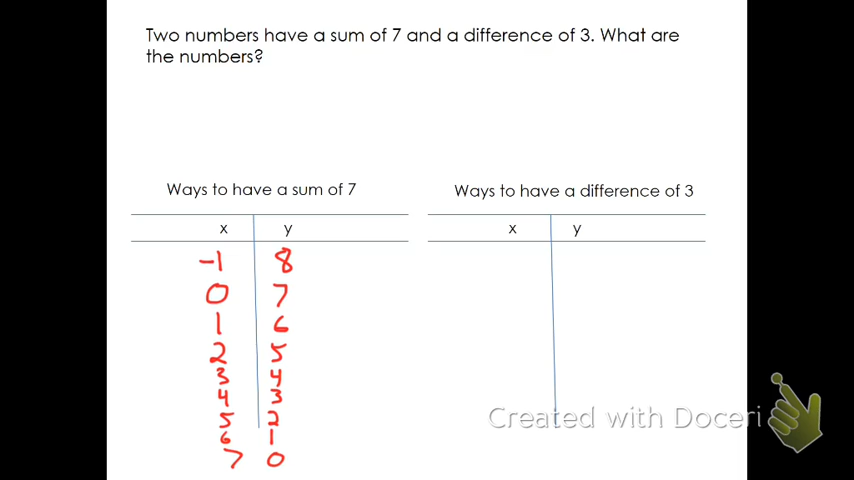 Two numbers have a sum of 7 and a difference of 3. What are
the numbers?
Ways to have a sum of 7
x y
-1 8
0 7
1 6
2 5
3 4
4 3
5 2
6 1
7 0
Ways to have a difference of 3
x y
Created with Doceri